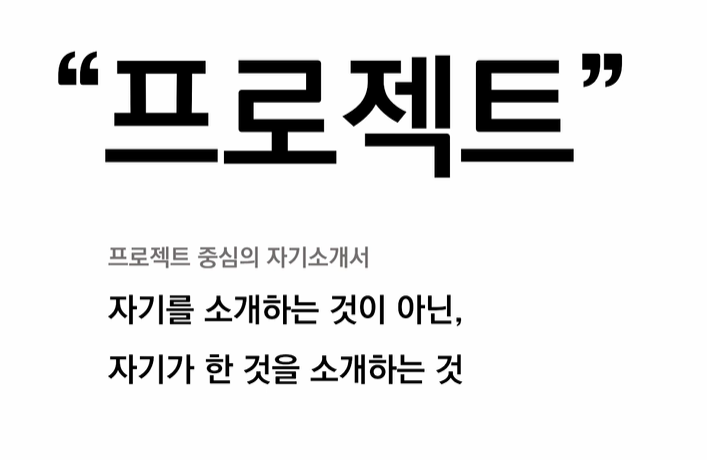 “프로젝트”
프로젝트 중심의 자기소개서
자기를 소개하는 것이 아닌,
자기가 한 것을 소개하는 것